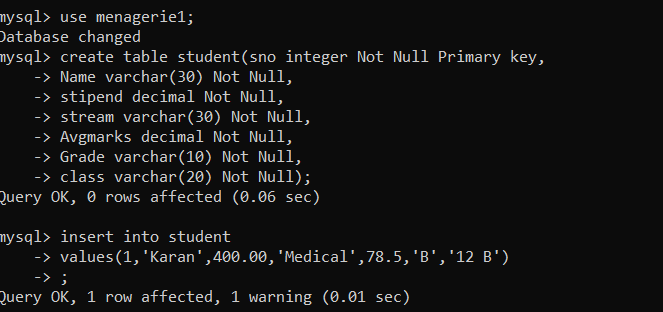 mysql> use menagerie1;
Database changed
mysql> create table student(sno integer Not Null Primary key,
    -> Name varchar(30) Not Null,
    -> stipend decimal Not Null,
    -> stream varchar(30) Not Null,
    -> Avgmarks decimal Not Null,
    -> Grade varchar(10) Not Null,
    -> class varchar(20) Not Null);
Query OK, 0 rows affected (0.06 sec)

mysql> insert into student
    -> values(1,'Karan',400.00,'Medical',78.5,'B','12 B')
    -> ;
Query OK, 1 row affected, 1 warning (0.01 sec)